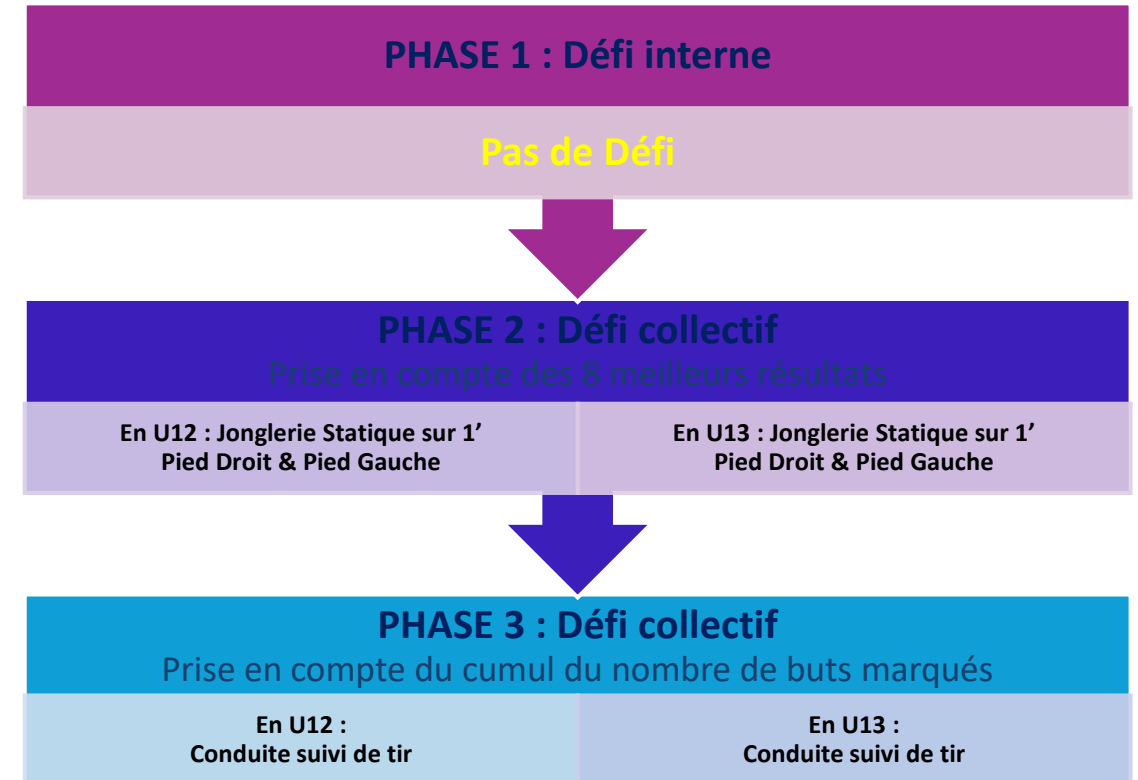 PHASE 1 : Défi interne
Pas de Défi
PHASE 2 : Défi collectif
Prise en compte des 8 meilleurs résultats
En U12 : Jonglerie Statique sur 1’
Pied Droit & Pied Gauche
En U13 : Jonglerie Statique sur 1’
Pied Droit & Pied Gauche
PHASE 3 : Défi collectif
Prise en compte du cumul du nombre de buts marqués
En U12 :
Conduite suivi de tir
En U13 :
Conduite suivi de tir